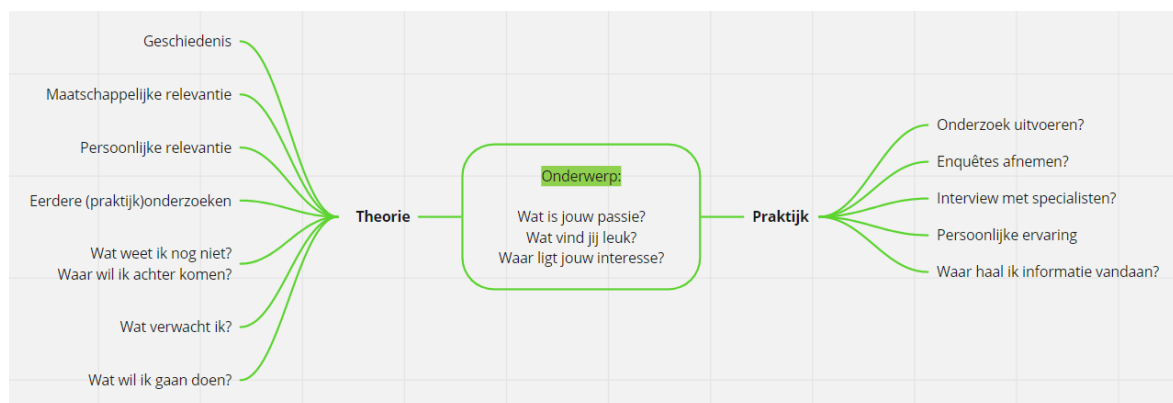 Geschiedenis
Maatschappelijke relevantie
Persoonlijke relevantie
Eerdere (praktijk)onderzoeken
Wat weet ik nog niet?
Waar wil ik achter komen?
Wat verwacht ik?
Wat wil ik gaan doen?
Theorie
Onderwerp:
Wat is jouw passie?
Wat vind jij leuk?
Waar ligt jouw interesse?
Praktijk
Onderzoek uitvoeren?
Enquêtes afnemen?
Interview met specialisten?
Persoonlijke ervaring
Waar haal ik informatie vandaan?